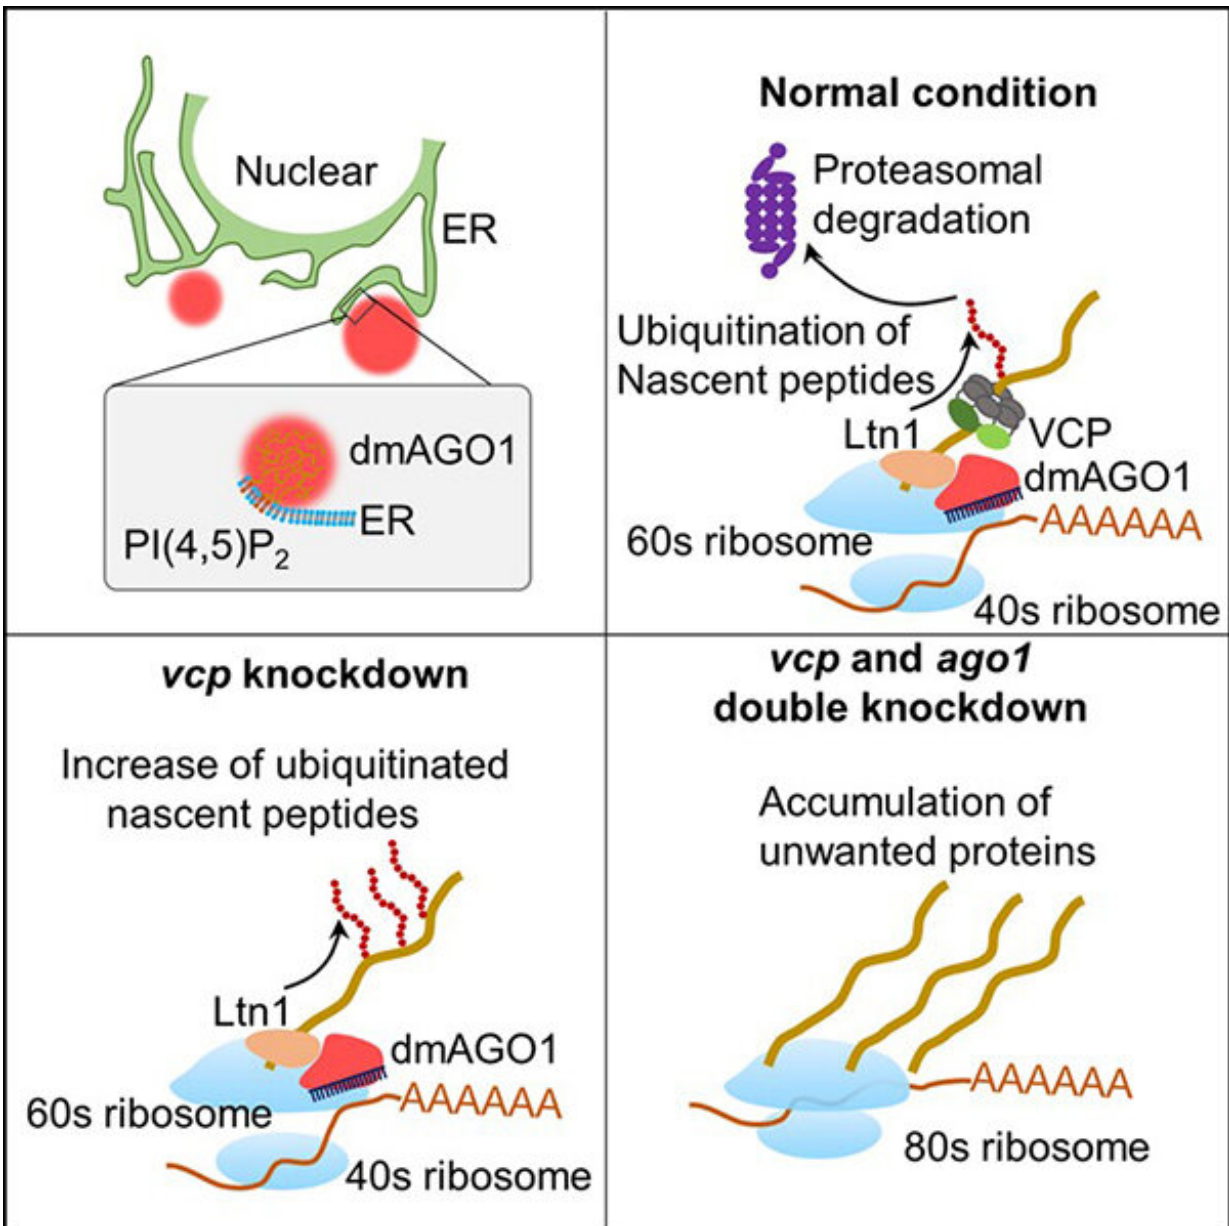 Nuclear
ER
dmAGO1
ER
PI(4,5)P2
Normal condition
Proteasomal
degradation
Ubiquitination of
Nascent peptides
Ltn1
VCP
dmAGO1
AAAAAA
60s ribosome
40s ribosome
vcp knockdown
Increase of ubiquitinated
nascent peptides
Ltn1
dmAGO1
AAAAAA
60s ribosome
40s ribosome
vcp and ago1
double knockdown
Accumulation of
unwanted proteins
AAAAAA
80s ribosome